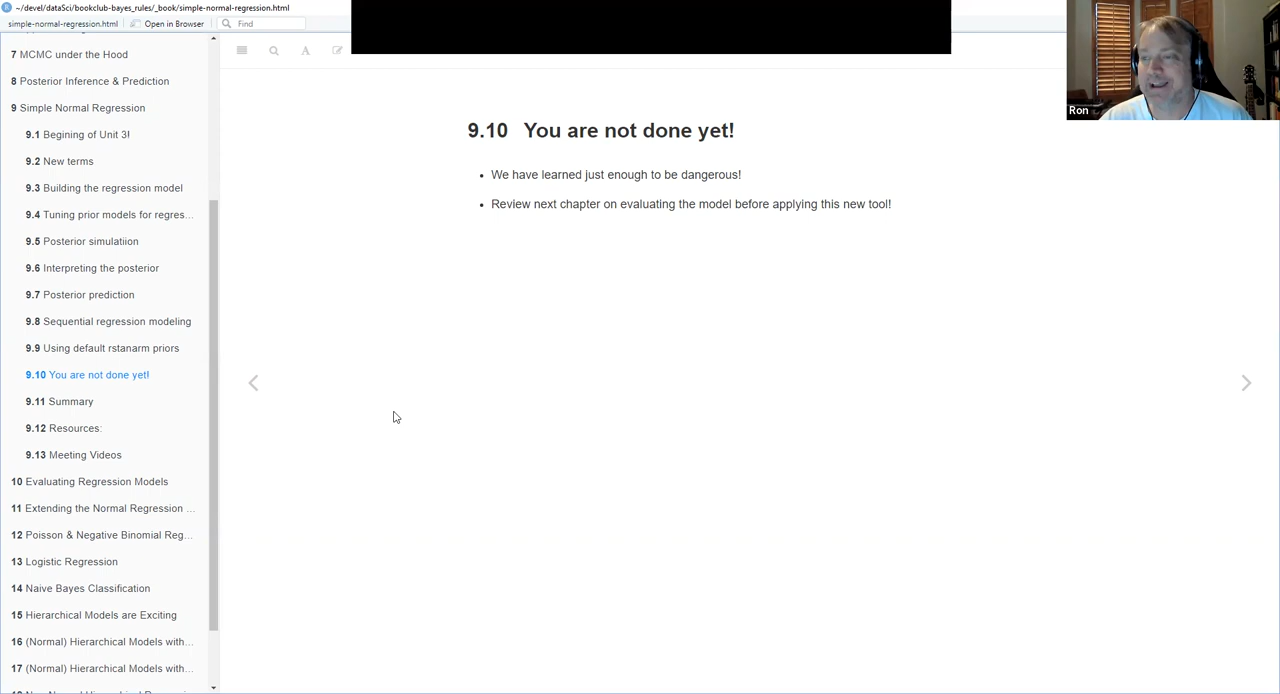 ~/devel/dataSci/bookclub-bayes_rules/_book/simple-normal-regression.html
simple-normal-regression.html
Open in Browser
Find
7 MCMC under the Hood
8 Posterior Inference & Prediction
9 Simple Normal Regression
9.1 Begining of Unit 3!
9.2 New terms
9.3 Building the regression model
9.4 Tuning prior models for regres...
9.5 Posterior simulatiion
9.6 Interpreting the posterior
9.7 Posterior prediction
9.8 Sequential regression modeling
9.9 Using default rstanarm priors
9.10 You are not done yet!
9.11 Summary
9.12 Resources:
9.13 Meeting Videos
10 Evaluating Regression Models
11 Extending the Normal Regression ...
12 Poisson & Negative Binomial Reg...
13 Logistic Regression
14 Naive Bayes Classification
15 Hierarchical Models are Exciting
16 (Normal) Hierarchical Models with...
17 (Normal) Hierarchical Models with...
A
9.10 You are not done yet!
• We have learned just enough to be dangerous!
• Review next chapter on evaluating the model before applying this new tool!
Ron